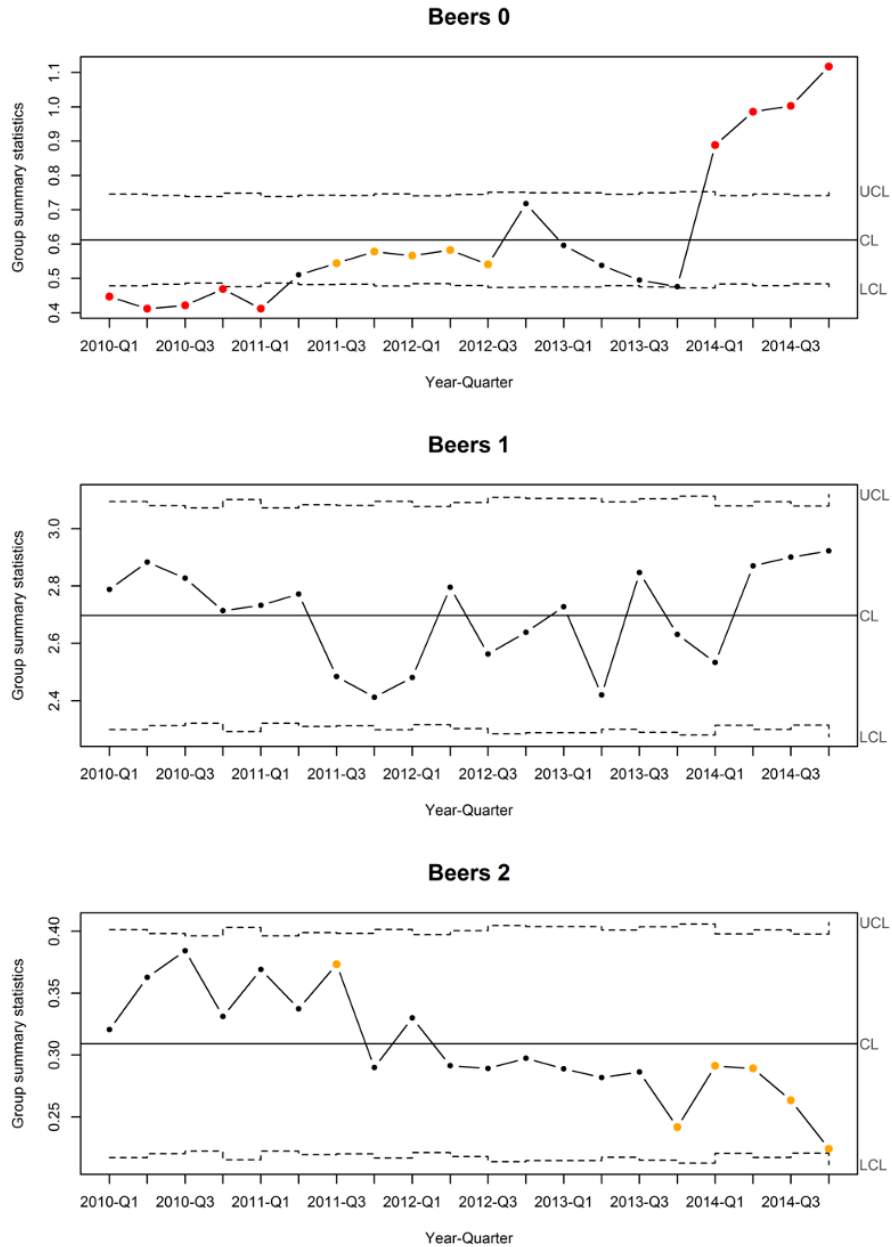 Beers 0
Group summary statistics
1.1
1.0
0.9
0.8
0.7
0.6
0.5
0.4
UCL
CL
LCL
2010-Q1 2010-Q3 2011-Q1 2011-Q3 2012-Q1 2012-Q3 2013-Q1 2013-Q3 2014-Q1 2014-Q3
Year-Quarter
Beers 1
Group summary statistics
3.0
2.8
2.6
2.4
UCL
CL
LCL
2010-Q1 2010-Q3 2011-Q1 2011-Q3 2012-Q1 2012-Q3 2013-Q1 2013-Q3 2014-Q1 2014-Q3
Year-Quarter
Beers 2
Group summary statistics
0.40
0.35
0.30
0.25
UCL
CL
LCL
2010-Q1 2010-Q3 2011-Q1 2011-Q3 2012-Q1 2012-Q3 2013-Q1 2013-Q3 2014-Q1 2014-Q3
Year-Quarter